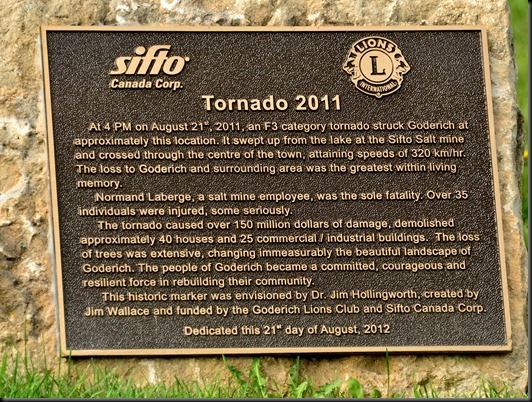 sifto
Canada Corp.
LIONS
L
INTERNATIONAL
Tornado 2011
At 4 PM on August 21st, 2011, an F3 category tornado struck Goderich at
approximately this location. It swept up from the lake at the Sifto Salt mine
and crossed through the centre of the town, attaining speeds of 320 km/hr.
The loss to Goderich and surrounding area was the greatest within living
memory.
Normand Laberge, a salt mine employee, was the sole fatality. Over 35
individuals were injured, some seriously.
The tornado caused over 150 million dollars of damage, demolished
approximately 40 houses and 25 commercial / industrial buildings. The loss
of trees was extensive, changing immeasurably the beautiful landscape of
Goderich. The people of Goderich became a committed, courageous and
resilient force in rebuilding their community.
This historic marker was envisioned by Dr. Jim Hollingworth, created by
Jim Wallace and funded by the Goderich Lions Club and Sifto Canada Corp.
Dedicated this 21st day of August, 2012